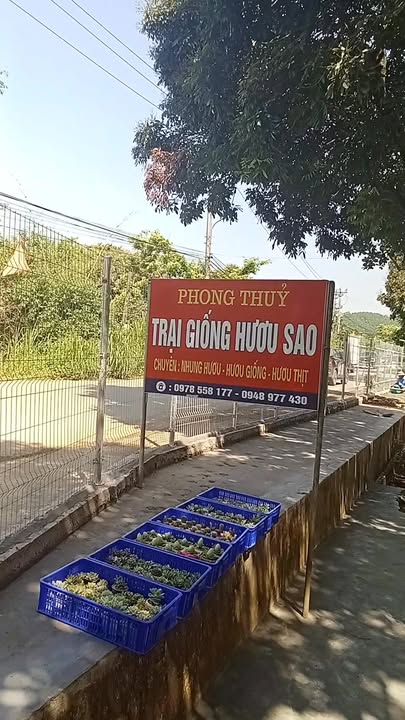 PHONG THUỶ
TRẠI GIỐNG HƯƠU SAO
CHUYÊN : NHUNG HƯƠU - HƯƠU GIỐNG - HƯƠU THỊT
✆ : 0978 558 177 - 0948 977 430